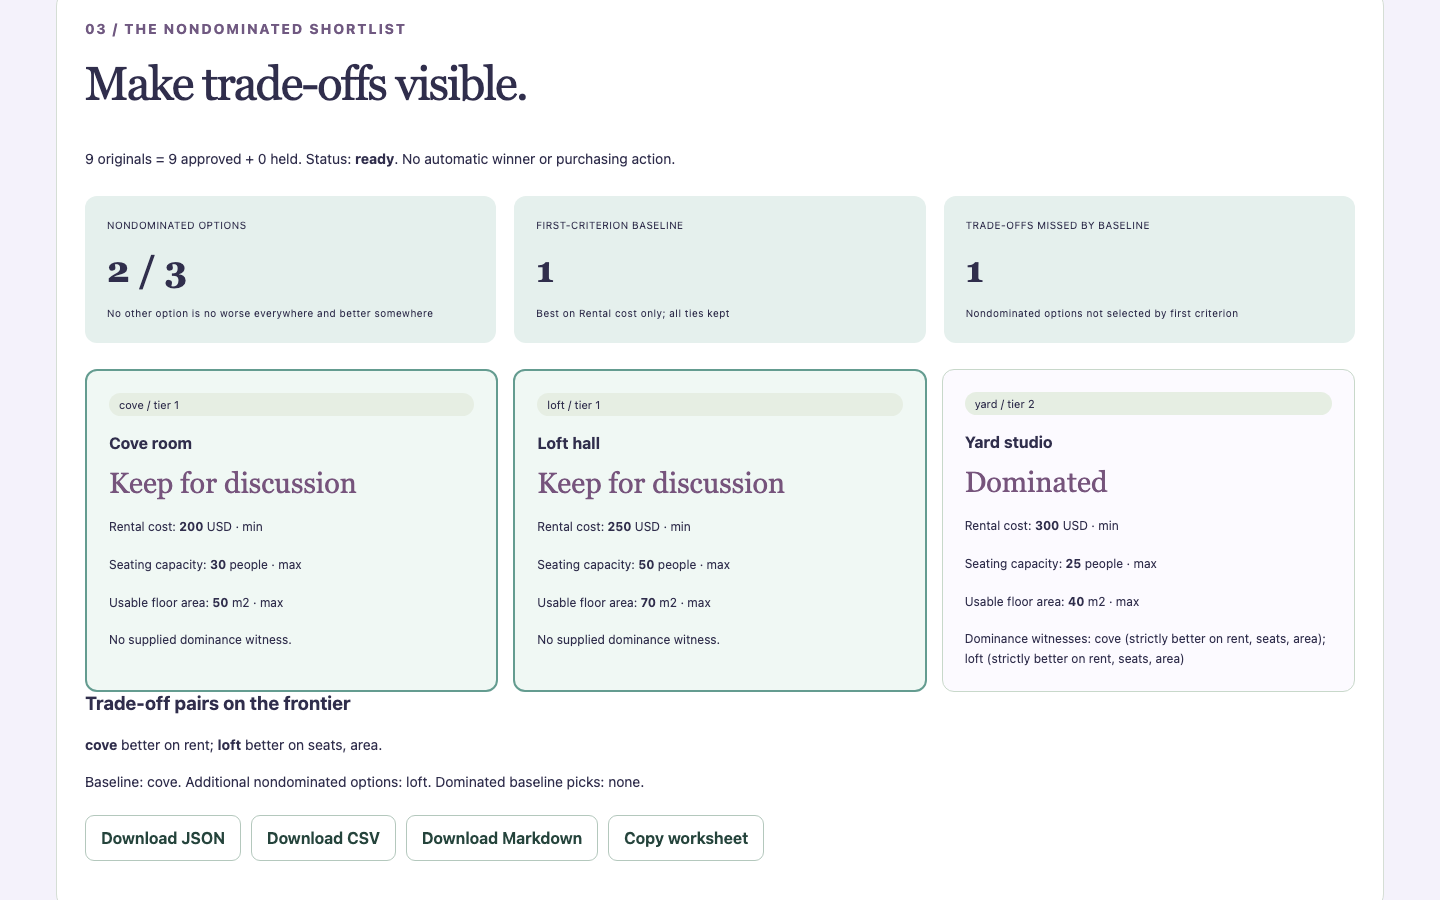 03 / THE NONDOMINATED SHORTLIST
Make trade-offs visible.
9 originals = 9 approved + 0 held. Status: ready. No automatic winner or purchasing action.
NONDOMINATED OPTIONS
2 / 3
No other option is no worse everywhere and better somewhere
FIRST-CRITERION BASELINE
1
Best on Rental cost only; all ties kept
TRADE-OFFS MISSED BY BASELINE
1
Nondominated options not selected by first criterion
cove / tier 1
Cove room
Keep for discussion
Rental cost: 200 USD · min
Seating capacity: 30 people · max
Usable floor area: 50 m2 · max
No supplied dominance witness.
loft / tier 1
Loft hall
Keep for discussion
Rental cost: 250 USD · min
Seating capacity: 50 people · max
Usable floor area: 70 m2 · max
No supplied dominance witness.
yard / tier 2
Yard studio
Dominated
Rental cost: 300 USD · min
Seating capacity: 25 people · max
Usable floor area: 40 m2 · max
Dominance witnesses: cove (strictly better on rent, seats, area);
loft (strictly better on rent, seats, area)
Trade-off pairs on the frontier
cove better on rent; loft better on seats, area.
Baseline: cove. Additional nondominated options: loft. Dominated baseline picks: none.
Download JSON
Download CSV
Download Markdown
Copy worksheet